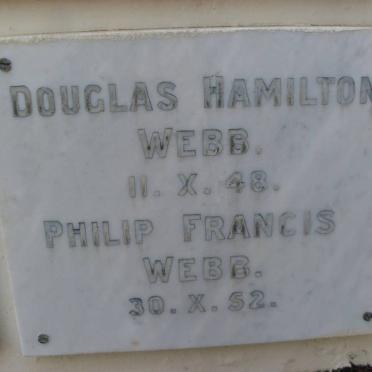 DOUGLAS HAMILTON
WEBB.
11. X. 48.
PHILIP FRANCIS
WEBB.
30. X. 52.